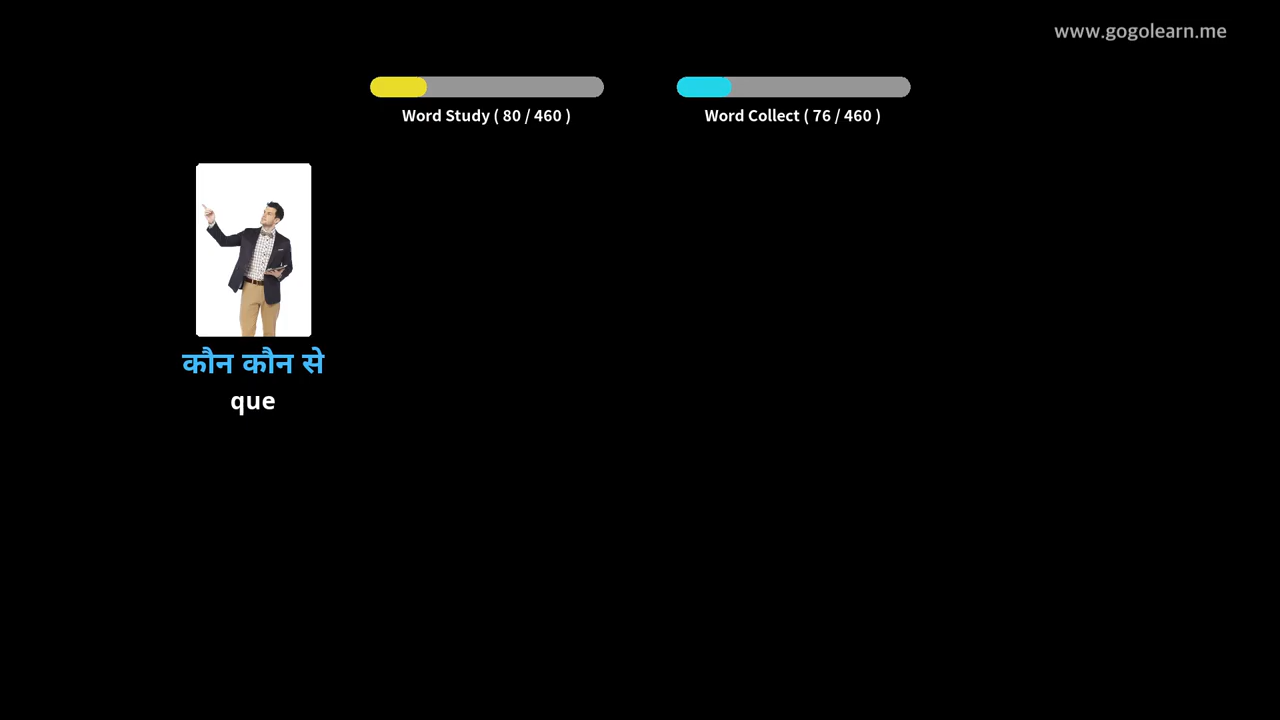 www.gogolearn.me
Word Study ( 80 / 460 )
Word Collect ( 76 / 460 )
कौन कौन से
que